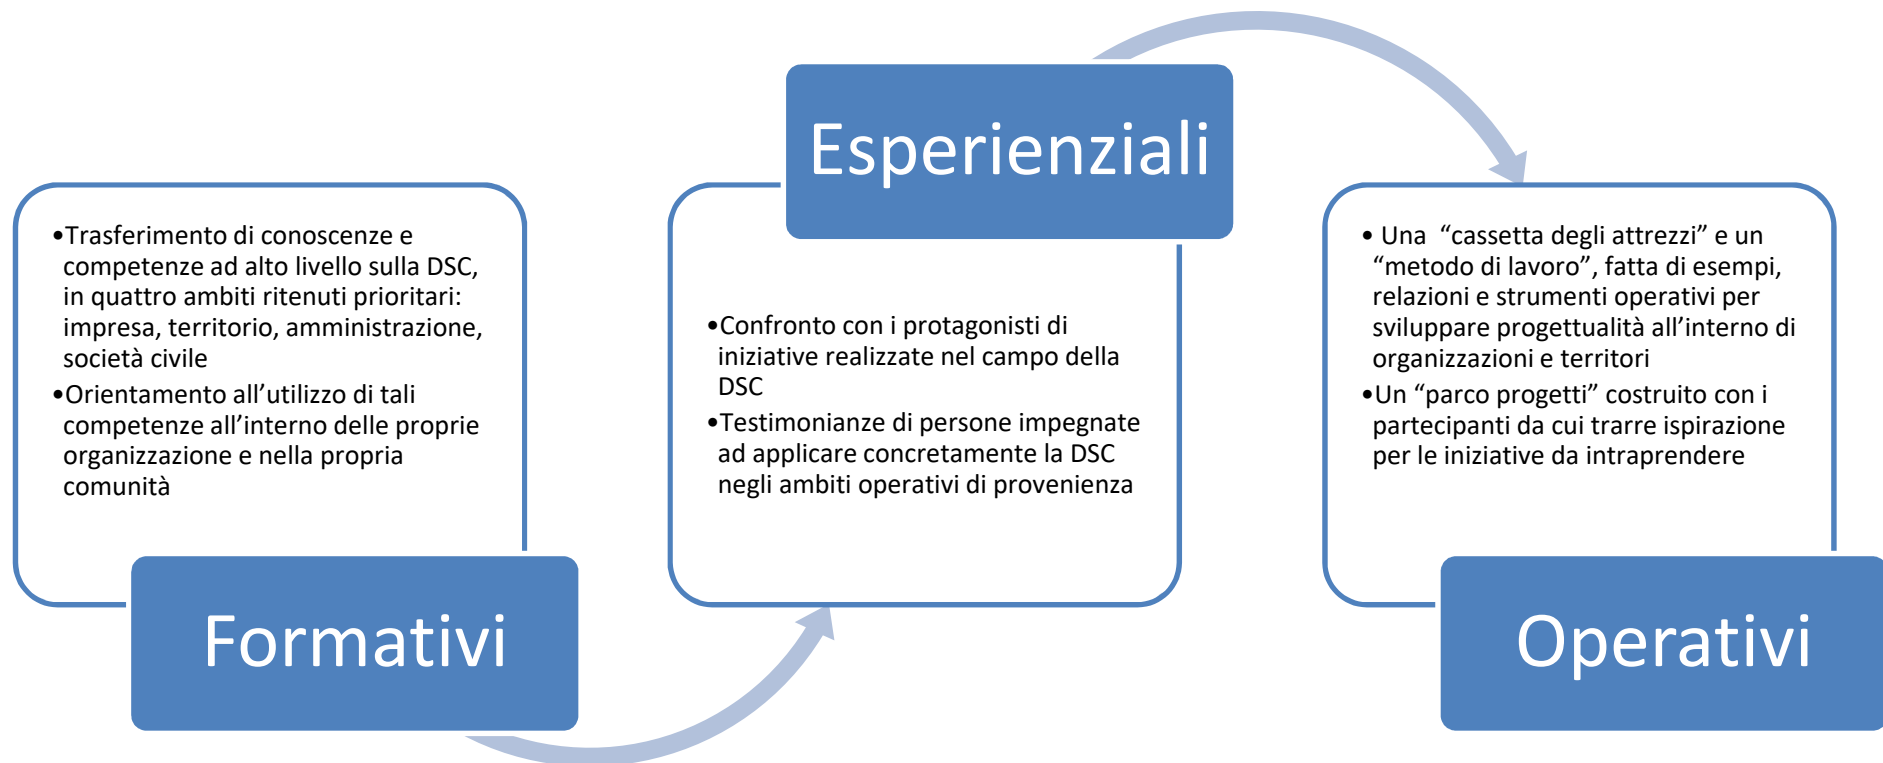 •Trasferimento di conoscenze e
competenze ad alto livello sulla DSC,
in quattro ambiti ritenuti prioritari:
impresa, territorio, amministrazione,
società civile
•Orientamento all’utilizzo di tali
competenze all’interno delle proprie
organizzazione e nella propria
comunità
Formativi
Esperienziali
•Confronto con i protagonisti di
iniziative realizzate nel campo della
DSC
•Testimonianze di persone impegnate
ad applicare concretamente la DSC
negli ambiti operativi di provenienza
• Una “cassetta degli attrezzi” e un
“metodo di lavoro”, fatta di esempi,
relazioni e strumenti operativi per
sviluppare progettualità all’interno di
organizzazioni e territori
•Un “parco progetti” costruito con i
partecipanti da cui trarre ispirazione
per le iniziative da intraprendere
Operativi